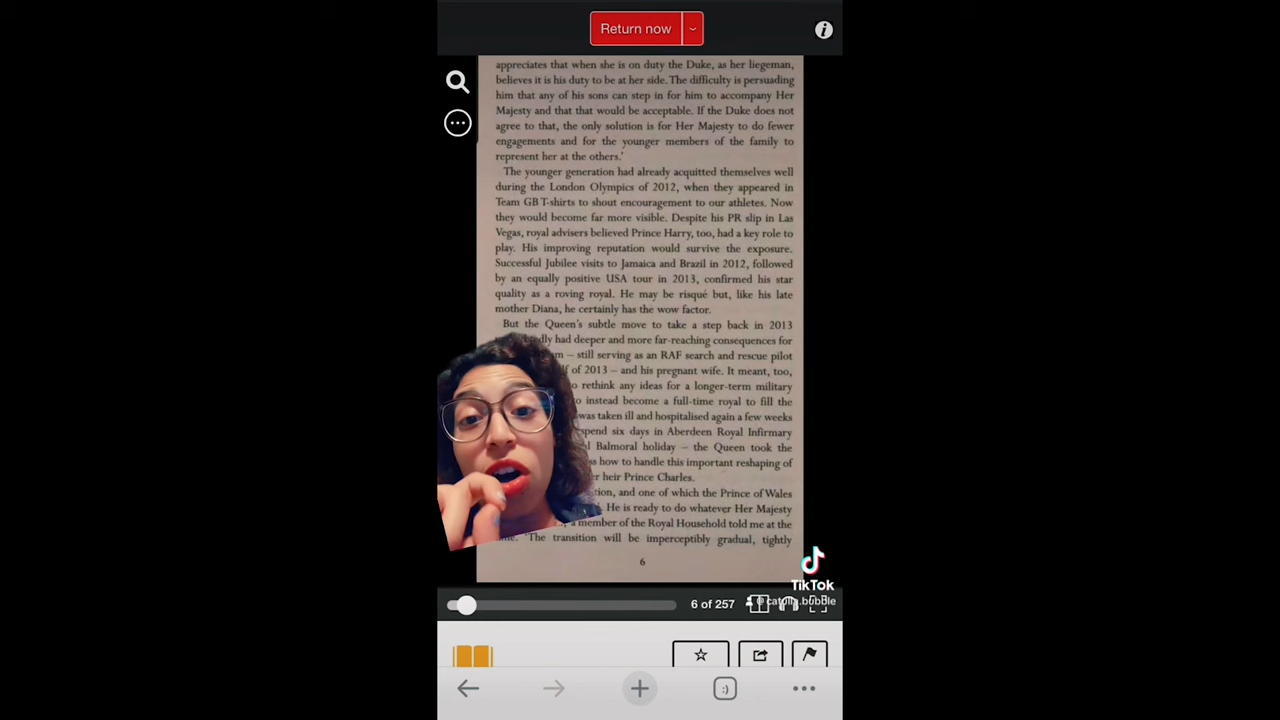 Return now
appreciates that when she is on duty the Duke, as her liegeman,
believes it is his duty to be at her side. The difficulty is persuading
him that any of his sons can step in for him to accompany Her
Majesty and that that would be acceptable. If the Duke does not
agree to that, the only solution is for Her Majesty to do fewer
engagements and for the younger members of the family to
represent her at the others.'
The younger generation had already acquitted themselves well
during the London Olympics of 2012, when they appeared in
Team GB T-shirts to shout encouragement to our athletes. Now
they would become far more visible. Despite his PR slip in Las
Vegas, royal advisers believed Prince Harry, too, had a key role to
play. His improving reputation would survive the exposure.
Successful Jubilee visits to Jamaica and Brazil in 2012, followed
by an equally positive USA tour in 2013, confirmed his star
quality as a roving royal. He may be risqué but, like his late
mother Diana, he certainly has the wow factor.
But the Queen's subtle move to take a step back in 2013
had deeper and more far-reaching consequences for
– still serving as an RAF search and rescue pilot
of 2013 – and his pregnant wife. It meant, too,
rethink any ideas for a longer-term military
to instead become a full-time royal to fill the
was taken ill and hospitalised again a few weeks
spend six days in Aberdeen Royal Infirmary
Balmoral holiday – the Queen took the
how to handle this important reshaping of
heir Prince Charles.
and one of which the Prince of Wales
He is ready to do whatever Her Majesty
a member of the Royal Household told me at the
'The transition will be imperceptibly gradual, tightly
6
TikTok
6 of 257